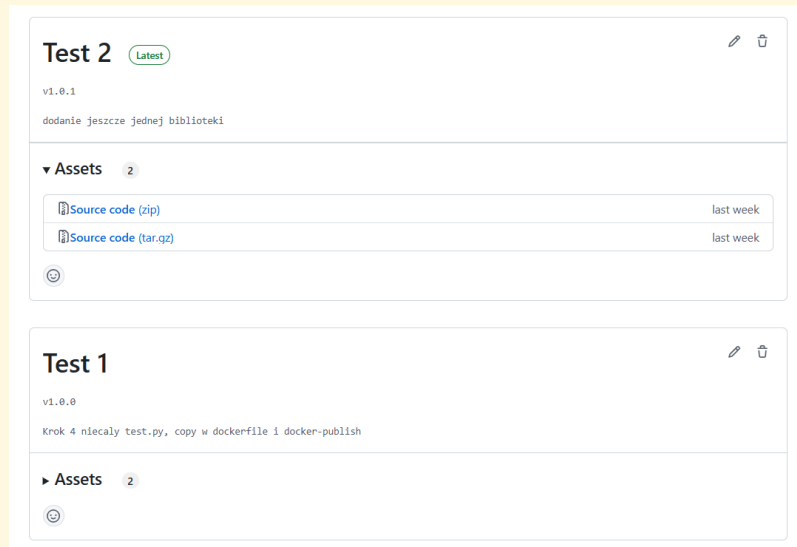 Test 2 Latest
v1.0.1
dodanie jeszcze jednej biblioteki
Assets 2
Source code (zip) last week
Source code (tar.gz) last week
Test 1
v1.0.0
Krok 4 niecaly test.py, copy w dockerfile i docker-publish
Assets 2